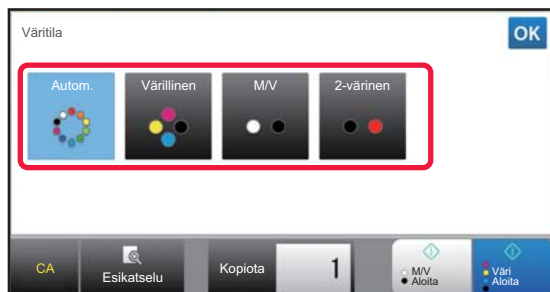 Väritila
OK
Autom.
Värillinen
M/V
2-värinen
CA
Esikatselu
Kopiota
1
M/V
Aloita
Väri
Aloita